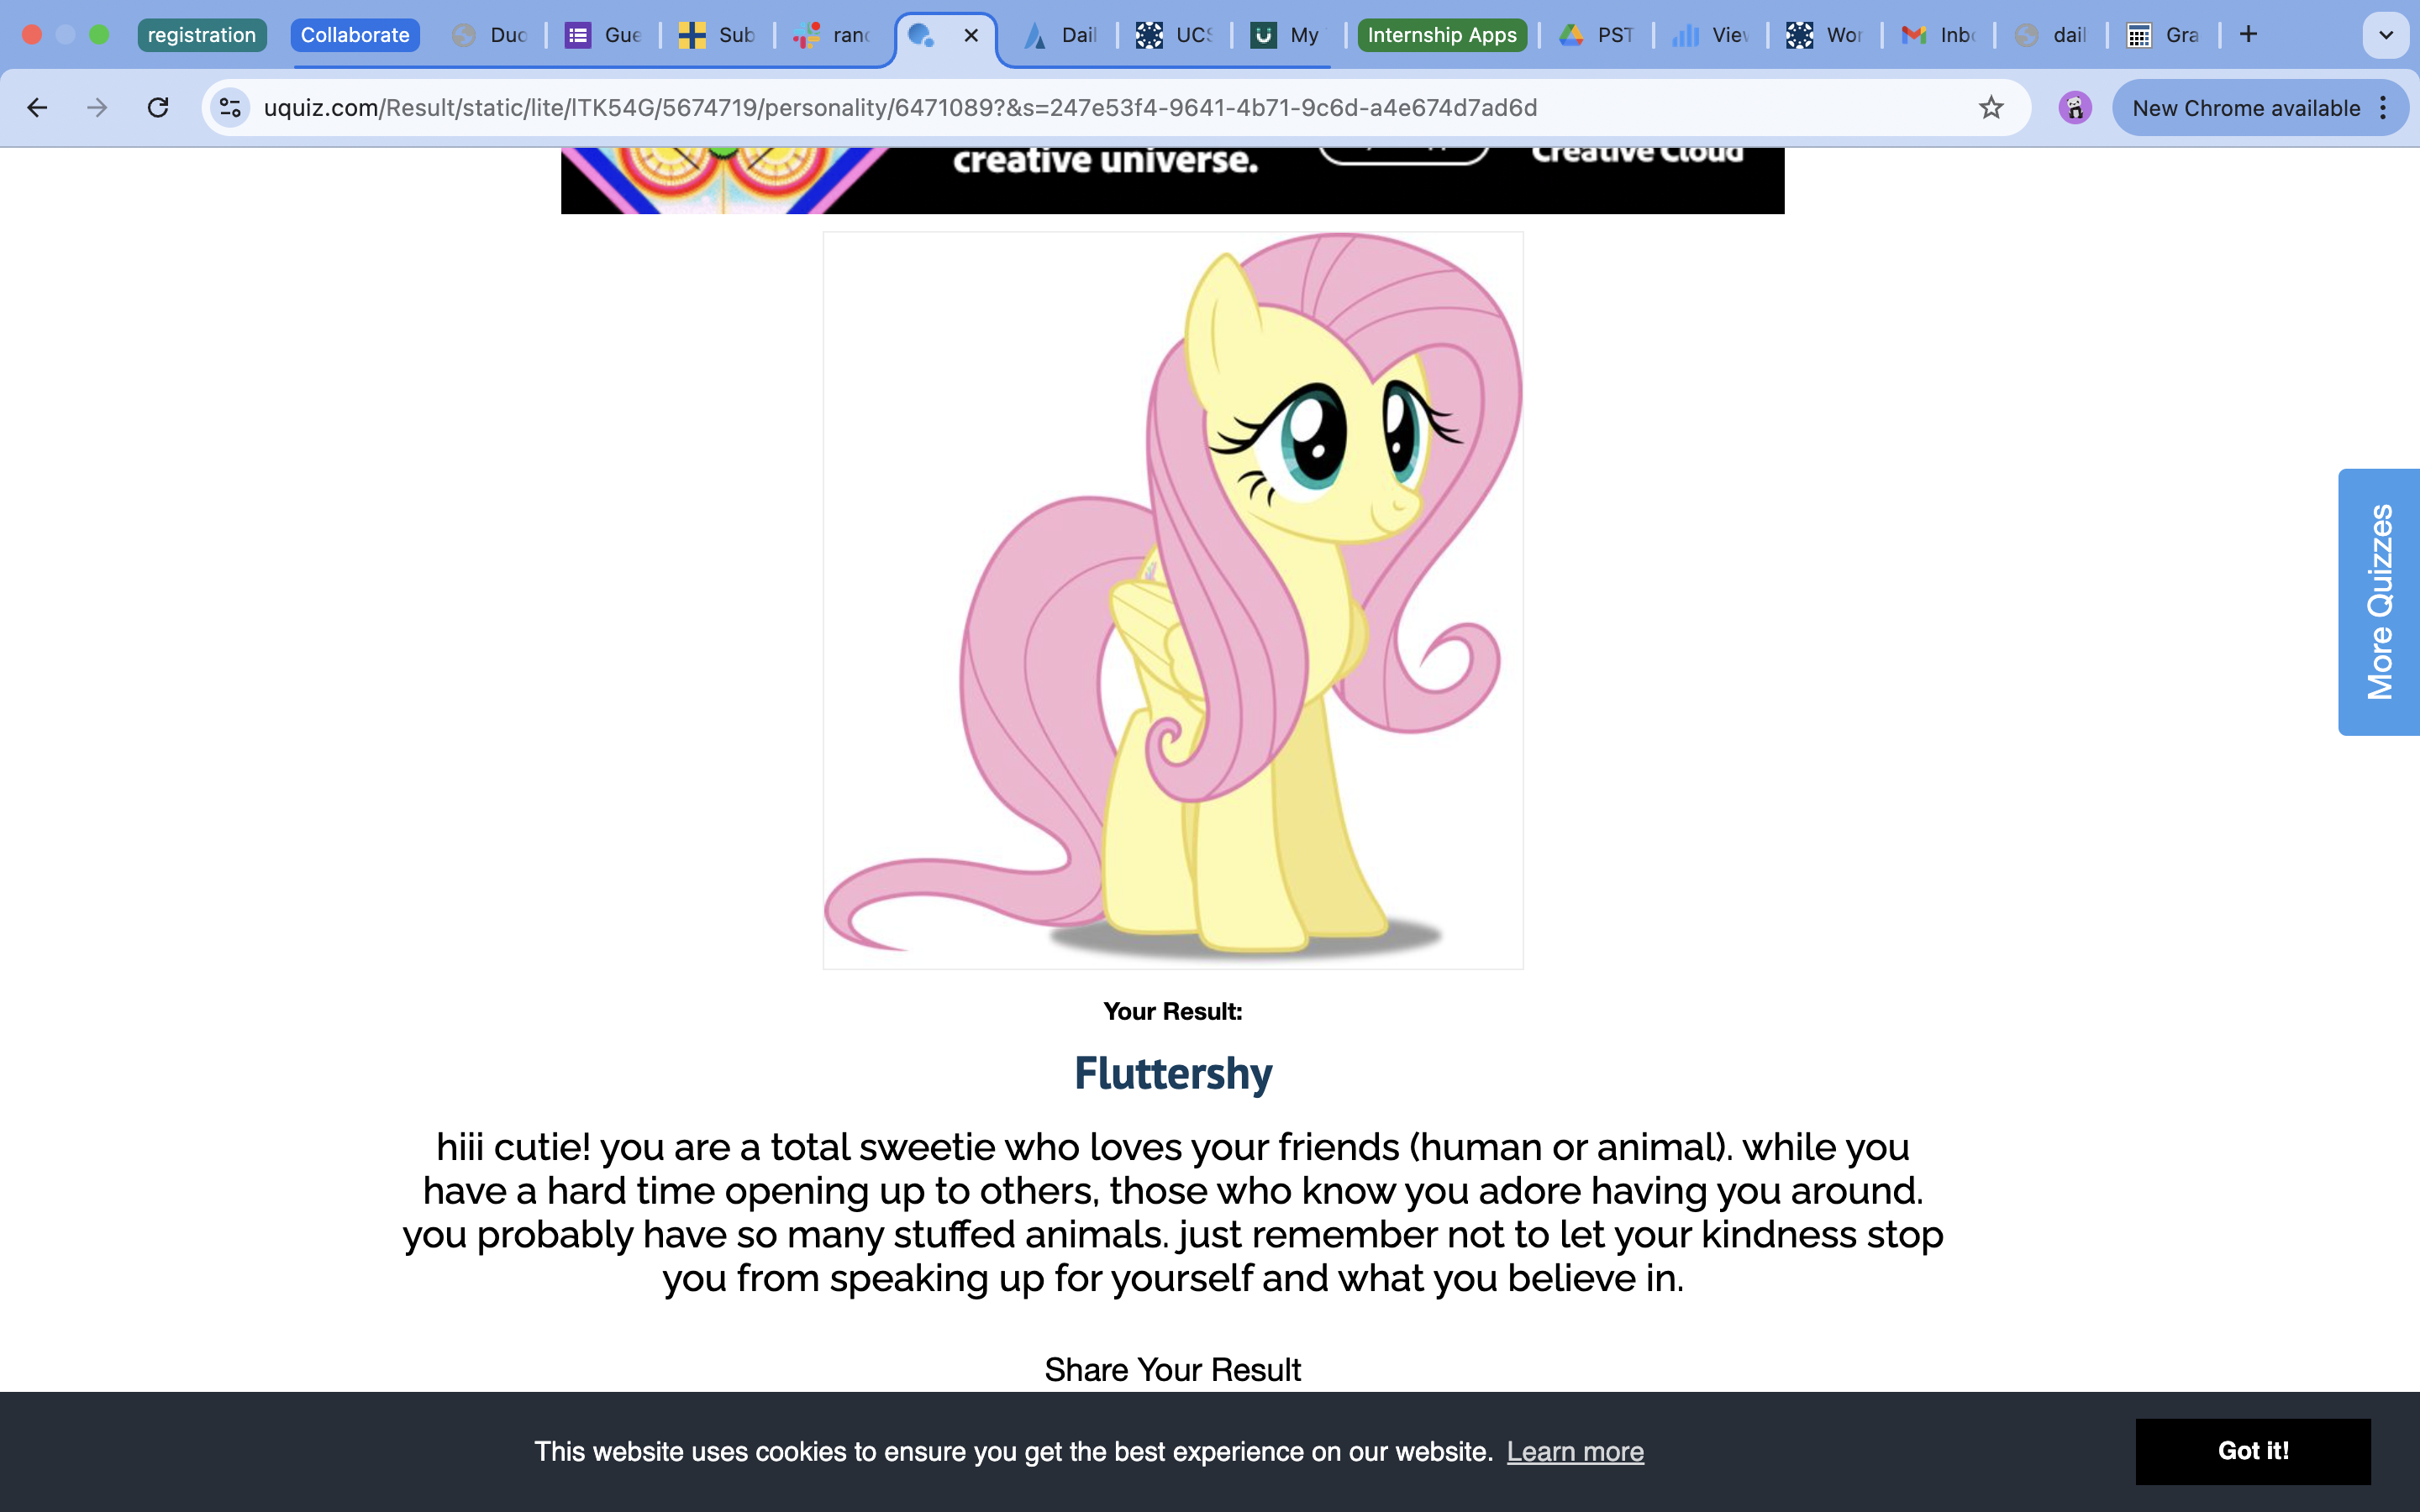 registration Collaborate Duc Gue Sub ranc Dail UCS My Internship Apps PST Viev Wor Inbo dail Gra
uquiz.com/Result/static/lite/ITK54G/5674719/personality/6471089?&s=247e53f4-9641-4b71-9c6d-a4e674d7ad6d New Chrome available
creative universe. Creative Cloud
More Quizzes
Your Result:
Fluttershy
hiii cutie! you are a total sweetie who loves your friends (human or animal). while you
have a hard time opening up to others, those who know you adore having you around.
you probably have so many stuffed animals. just remember not to let your kindness stop
you from speaking up for yourself and what you believe in.
Share Your Result
This website uses cookies to ensure you get the best experience on our website. Learn more Got it!